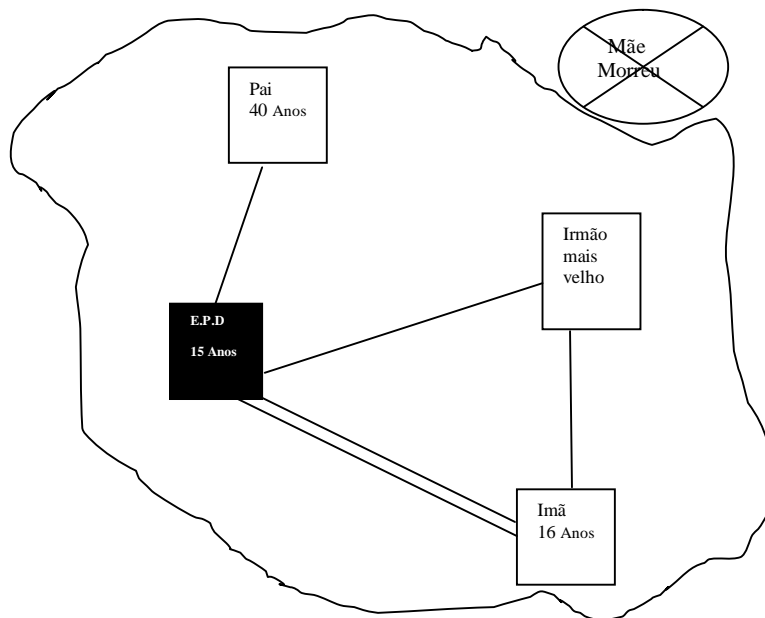 Mãe
Morreu
Pai
40 Anos
Irmão
mais
velho
E.P.D
15 Anos
Imã
16 Anos